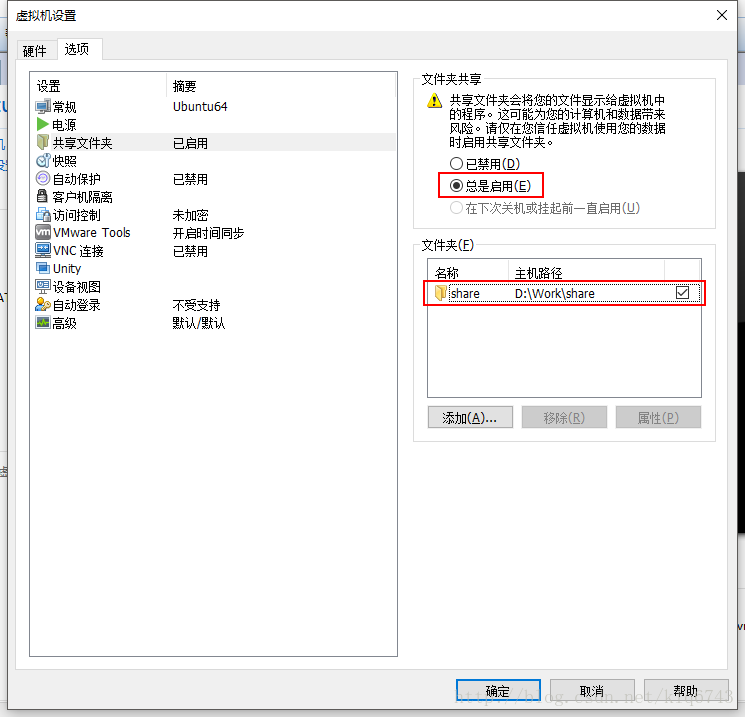 虚拟机设置
硬件 选项
设置 摘要
常规 Ubuntu64
电源
共享文件夹 已启用
快照
自动保护 已禁用
客户机隔离
访问控制 未加密
VMware Tools 开启时间同步
VNC 连接 已禁用
Unity
设备视图
自动登录 不受支持
高级 默认/默认
文件夹共享
共享文件夹会将您的文件显示给虚拟机中
的程序。这可能为您的计算机和数据带来
风险。请仅在您信任虚拟机使用您的数据
时启用共享文件夹。
已禁用(D)
总是启用(E)
在下次关机或挂起前一直启用(U)
文件夹(F)
名称 主机路径
share D:\Work\share
添加(A)... 移除(R) 属性(P)
确定 取消 帮助